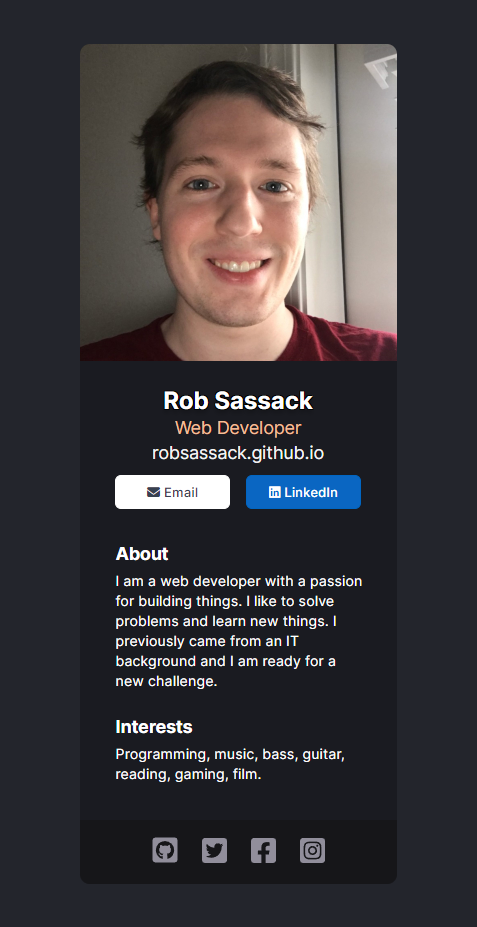 Rob Sassack
Web Developer
robsassack.github.io
Email
LinkedIn
About
I am a web developer with a passion
for building things. I like to solve
problems and learn new things. I
previously came from an IT
background and I am ready for a
new challenge.
Interests
Programming, music, bass, guitar,
reading, gaming, film.